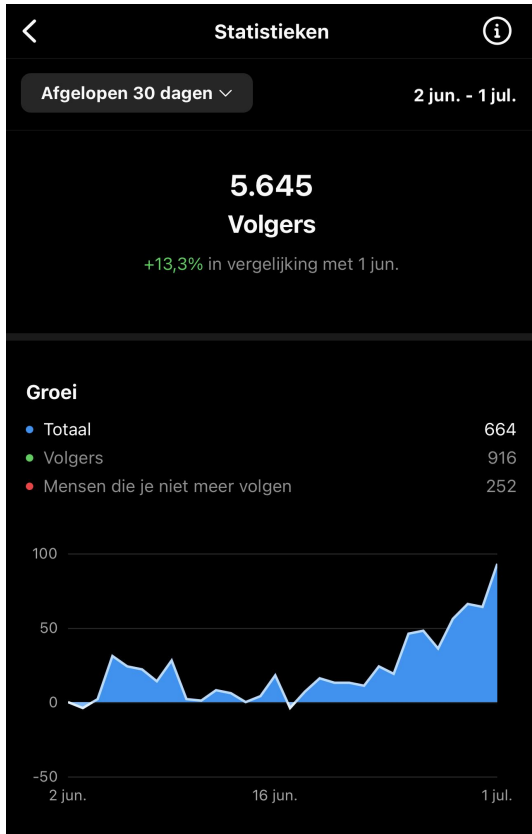 Statistieken
Afgelopen 30 dagen
2 jun. - 1 jul.
5.645
Volgers
+13,3% in vergelijking met 1 jun.
Groei
Totaal 664
Volgers 916
Mensen die je niet meer volgen 252
100
50
0
-50
2 jun. 16 jun. 1 jul.